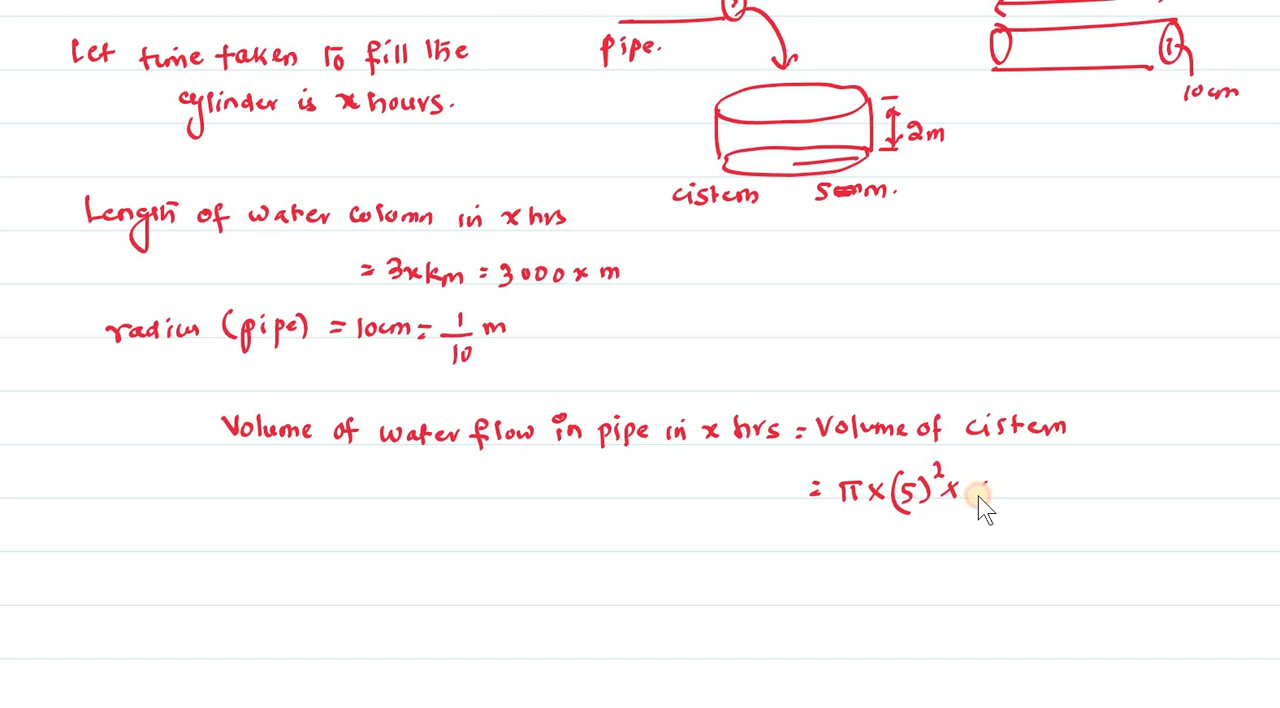 Let time taken to fill the
cylinder is x hours.
pipe.
10cm
2m
cistern 5m.
Length of water column in x hrs
= 3x km = 3000 x m
radius (pipe) = 10cm = 1/10 m
Volume of water flow in pipe in x hrs = Volume of cistern
= π x (5)² x